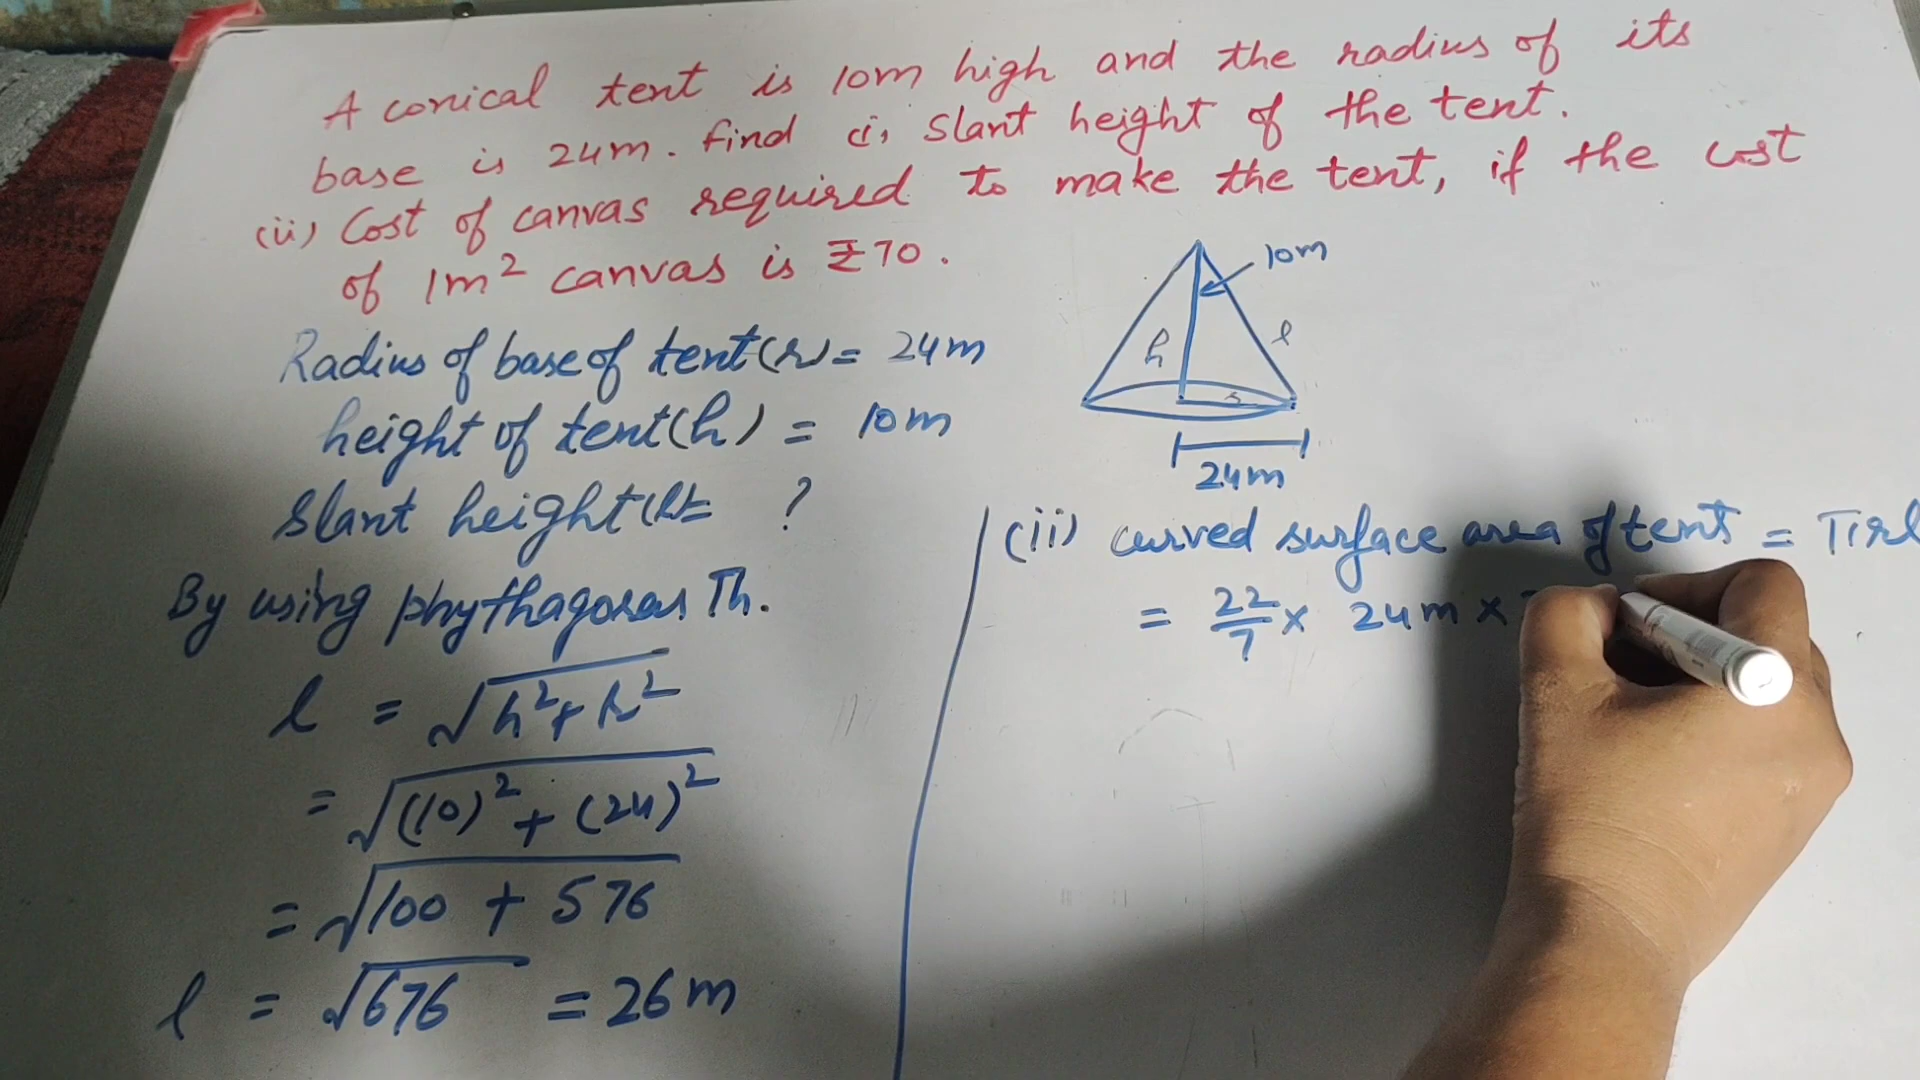 A conical tent is 10m high and the radius of its
base is 24m. find (i) slant height of the tent.
(ii) Cost of canvas required to make the tent, if the cost
of 1m² canvas is ₹70.
10m
h
l
r
24m
Radius of base of tent(r) = 24m
height of tent(h) = 10m
Slant height(l)= ?
By using phythagoras Th.
l = √h²+r²
= √(10)²+(24)²
= √100 + 576
l = √676 = 26m
(ii) curved surface area of tent = πrl
= 22/7 × 24m ×